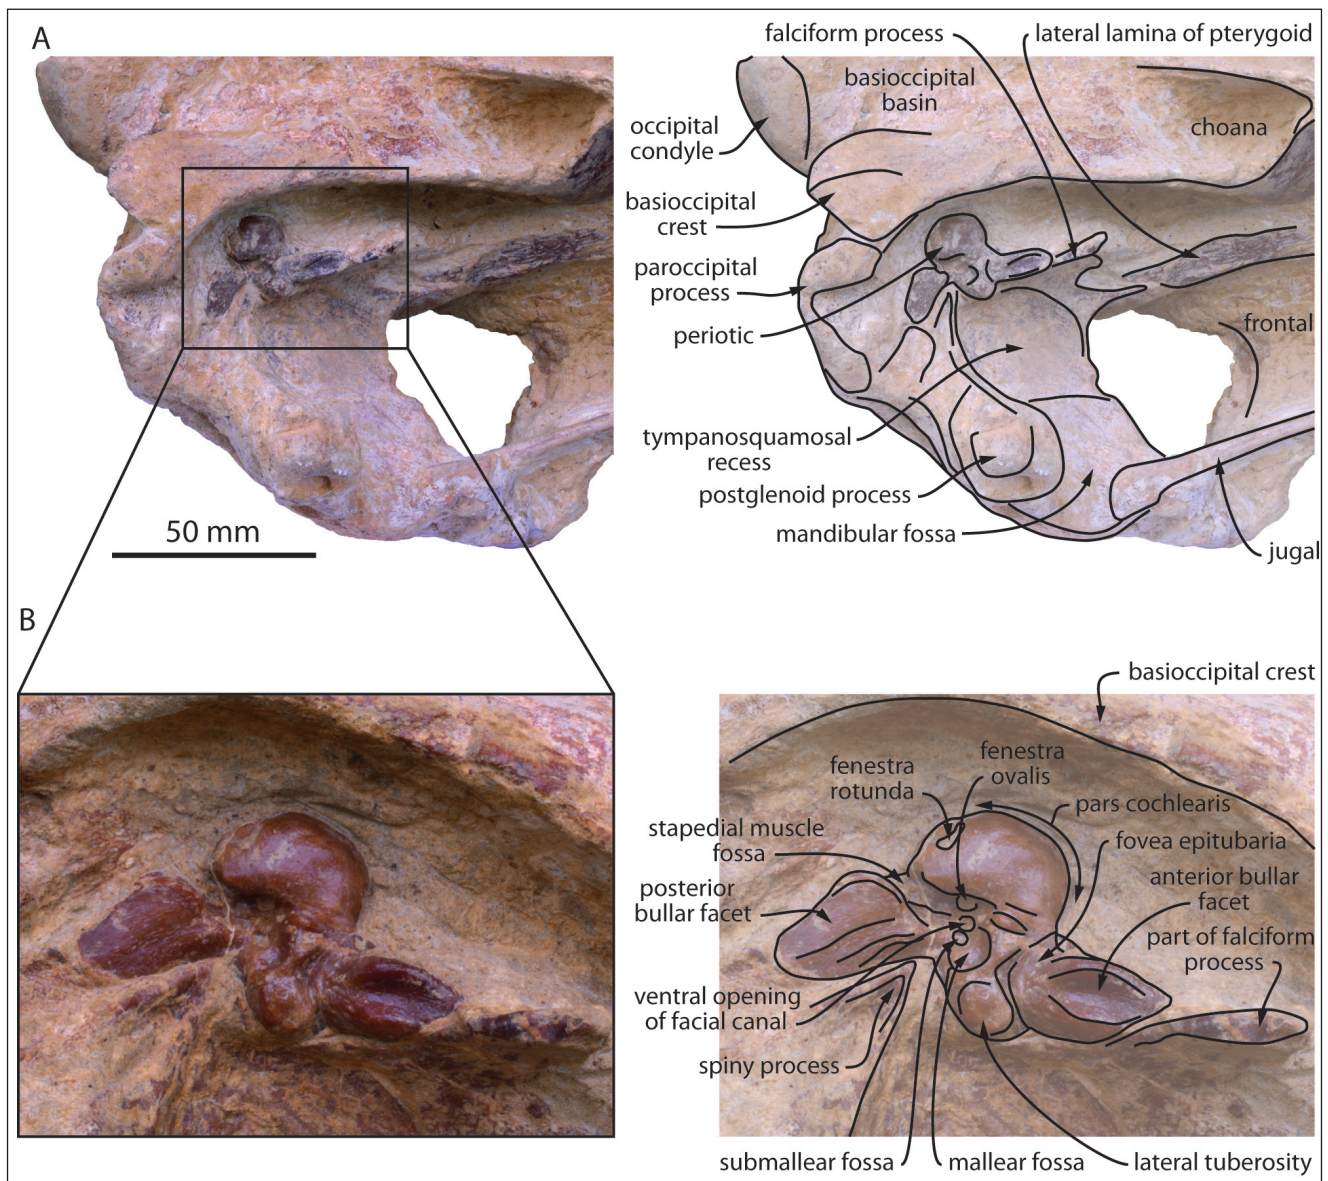 A
falciform process
lateral lamina of pterygoid
basioccipital
basin
occipital
condyle
choana
basioccipital
crest
paroccipital
process
periotic
frontal
tympanosquamosal
recess
postglenoid process
mandibular fossa
jugal
50 mm
B
basioccipital crest
fenestra
ovalis
fenestra
rotunda
pars cochlearis
stapedial muscle
fossa
fovea epitubaria
anterior bullar
facet
posterior
bullar facet
part of falciform
process
ventral opening
of facial canal
spiny process
submallear fossa
mallear fossa
lateral tuberosity